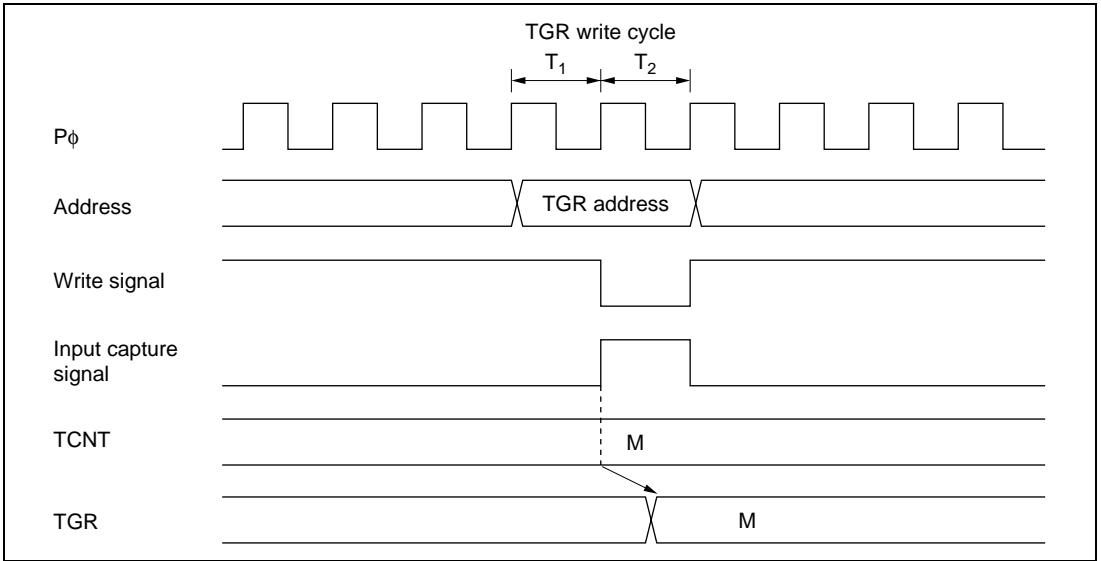 TGR write cycle
T₁ T₂
Pϕ
Address
TGR address
Write signal
Input capture
signal
TCNT
M
TGR
M